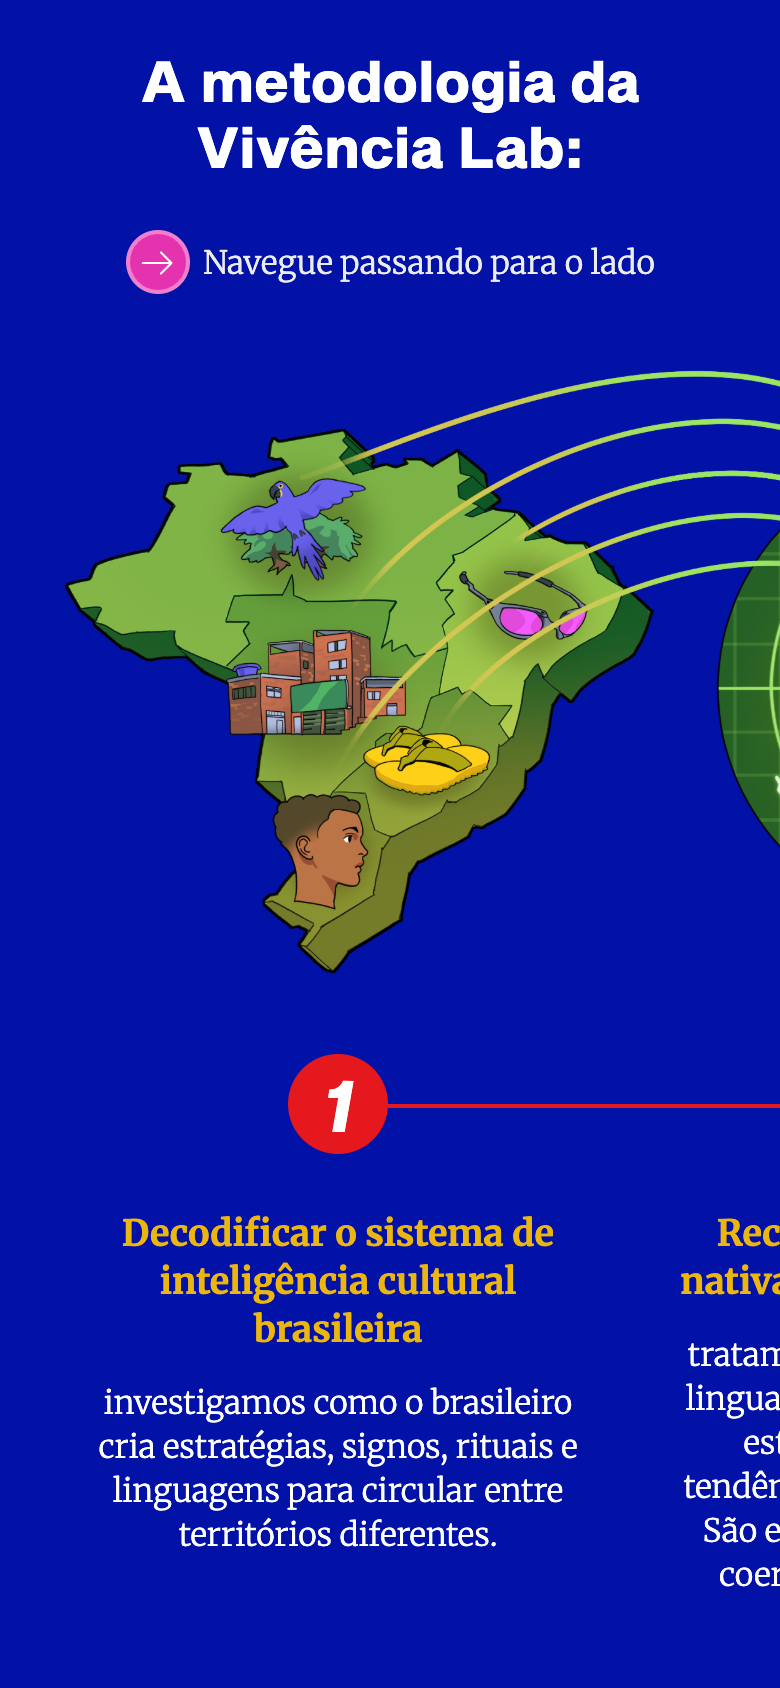 A metodologia da
Vivência Lab:
Navegue passando para o lado
1
Decodificar o sistema de
inteligência cultural
brasileira
investigamos como o brasileiro
cria estratégias, signos, rituais e
linguagens para circular entre
territórios diferentes.
São